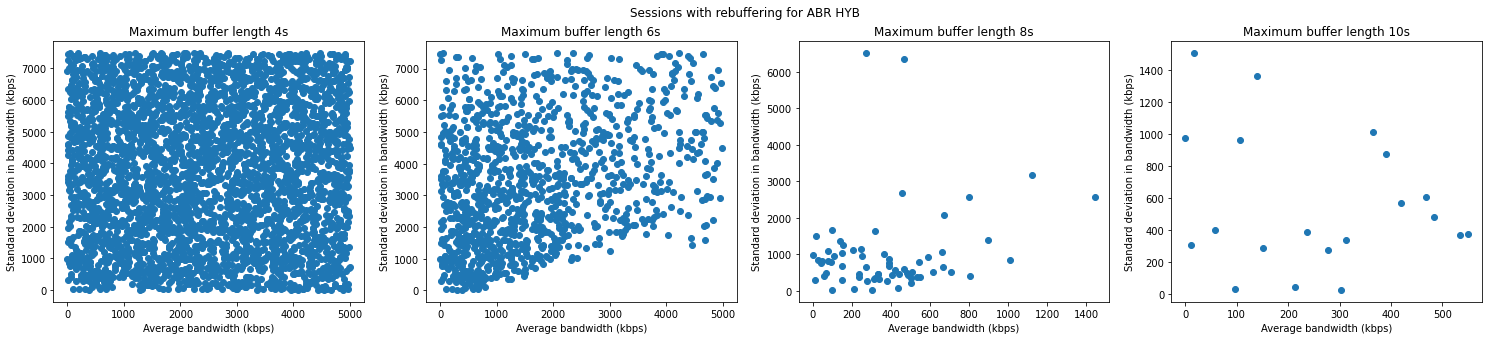 Sessions with rebuffering for ABR HYB
Maximum buffer length 4s
Standard deviation in bandwidth (kbps)
7000
6000
5000
4000
3000
2000
1000
0
0 1000 2000 3000 4000 5000
Average bandwidth (kbps)
Maximum buffer length 6s
Standard deviation in bandwidth (kbps)
7000
6000
5000
4000
3000
2000
1000
0
0 1000 2000 3000 4000 5000
Average bandwidth (kbps)
Maximum buffer length 8s
Standard deviation in bandwidth (kbps)
6000
5000
4000
3000
2000
1000
0
0 200 400 600 800 1000 1200 1400
Average bandwidth (kbps)
Maximum buffer length 10s
Standard deviation in bandwidth (kbps)
1400
1200
1000
800
600
400
200
0
0 100 200 300 400 500
Average bandwidth (kbps)